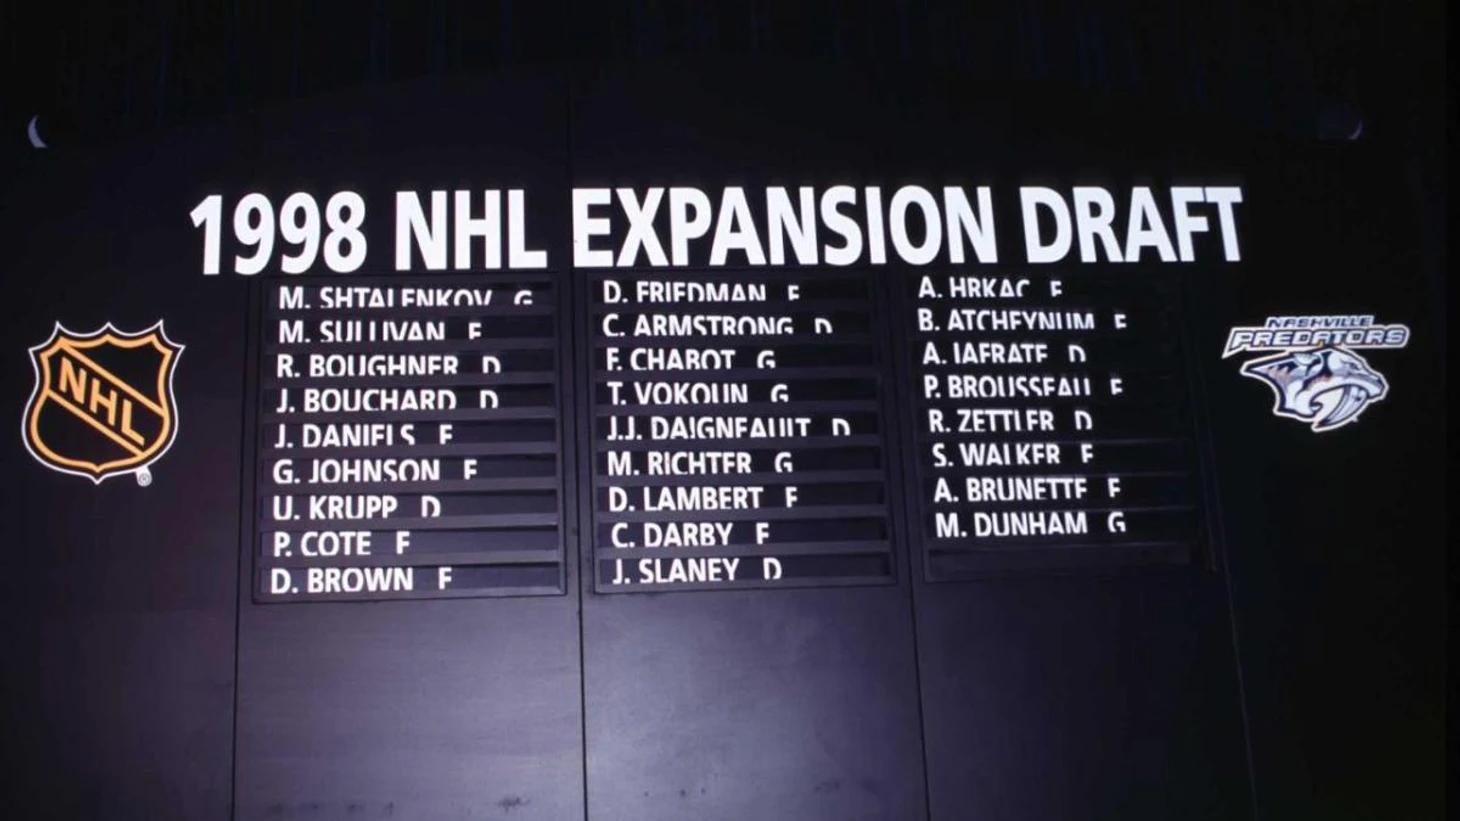 1998 NHL EXPANSION DRAFT
M. SHTALENKOV G
M. SULLIVAN F
R. BOUGHNER D
J. BOUCHARD D
J. DANIELS F
G. JOHNSON F
U. KRUPP D
P. COTE F
D. BROWN F
D. FRIEDMAN F
C. ARMSTRONG D
F. CHABOT G
T. VOKOUN G
J.J. DAIGNEAULT D
M. RICHTER G
D. LAMBERT F
C. DARBY F
J. SLANEY D
A. HRKAC F
B. ATCHEYNUM F
A. IAFRATE D
P. BROUSSEAU F
R. ZETTLER D
S. WALKER F
A. BRUNETTE F
M. DUNHAM G
NHL
®
NASHVILLE
PREDATORS